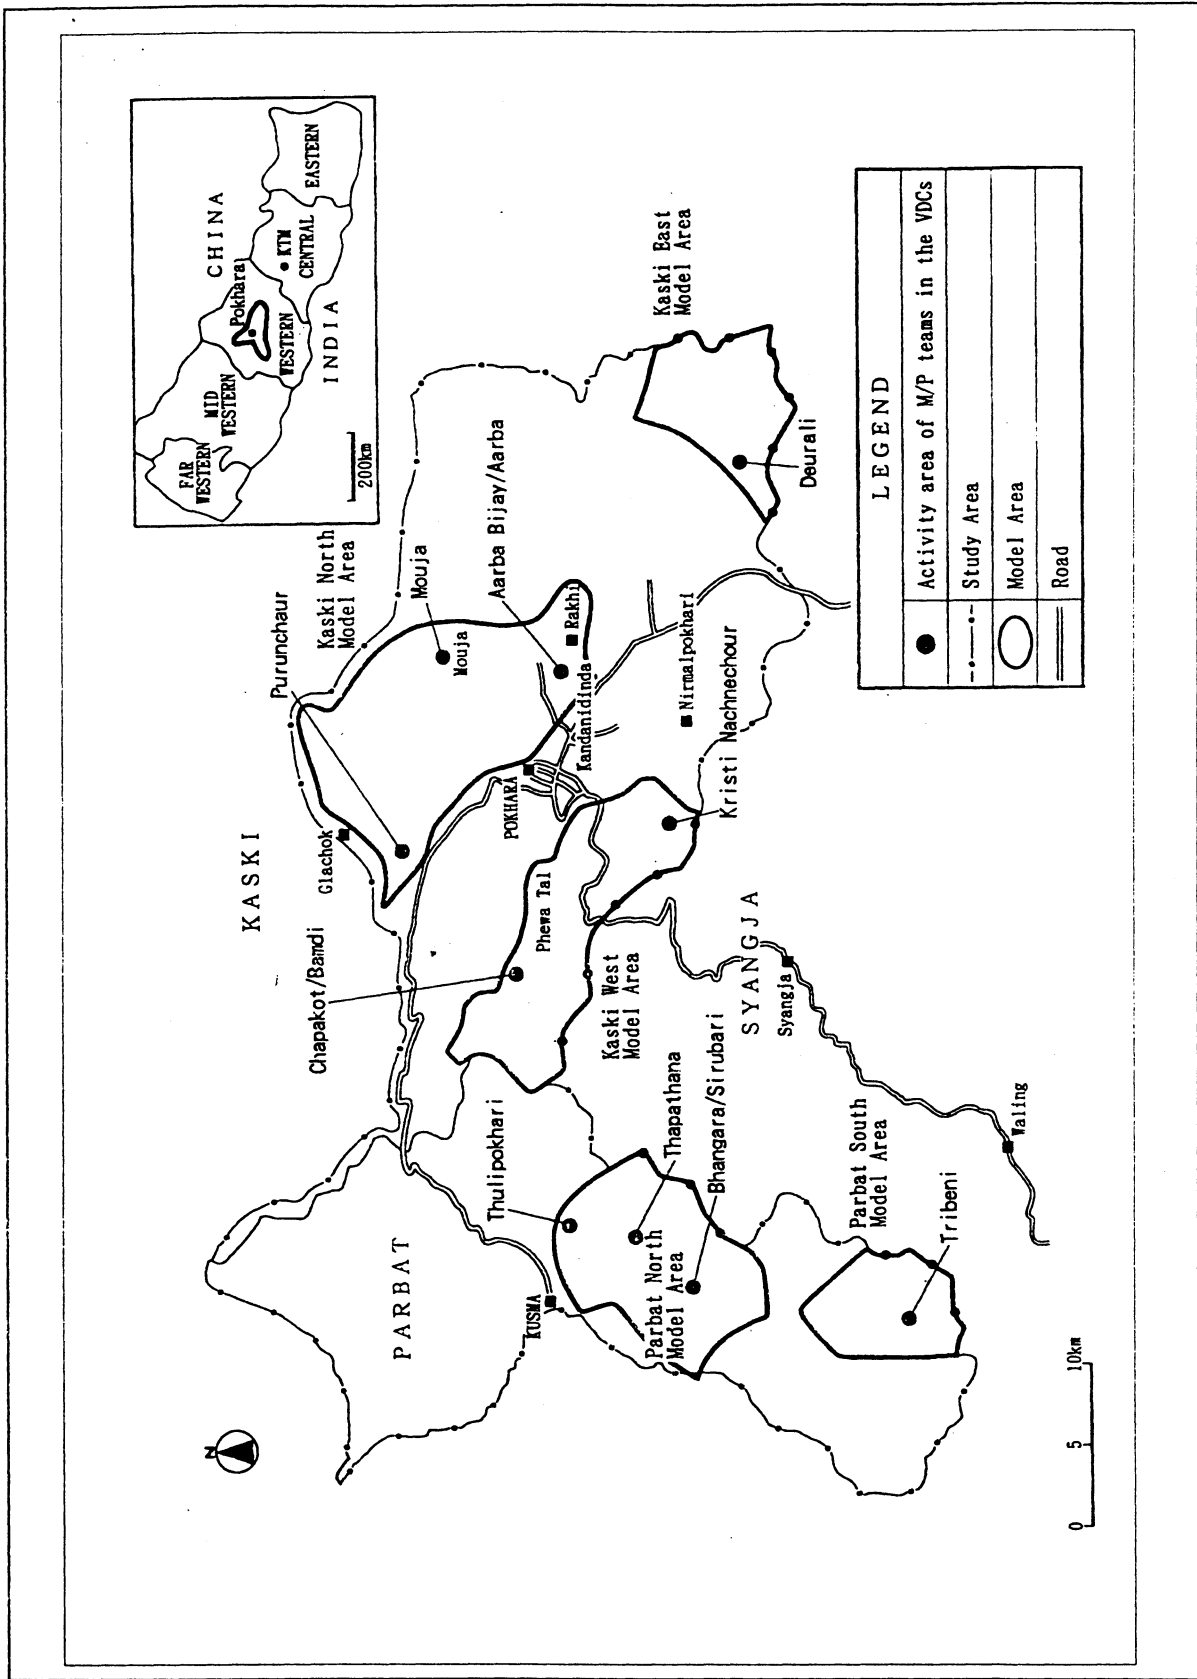 CHINA
INDIA
FAR
WESTERN
MID
WESTERN
WESTERN
Pokhara
KTM
CENTRAL
EASTERN
200km
N
KASKI
PARBAT
SYANGJA
Kaski North
Model Area
Purunchaur
Mouja
Mouja
Aarba Bijay/Aarba
Rakhi
Kandanidinda
Glachok
POKHARA
Chapakot/Bamdi
Phewa Tal
Kaski West
Model Area
Kristi Nachnechour
Nirmalpokhari
Kaski East
Model Area
Deurali
Thulipokhari
KUSMA
Thapathana
Parbat North
Model Area
Bhangara/Sirubari
Syangja
Parbat South
Model Area
Tribeni
Waling
0 5 10km
LEGEND
Activity area of M/P teams in the VDCs
Study Area
Model Area
Road